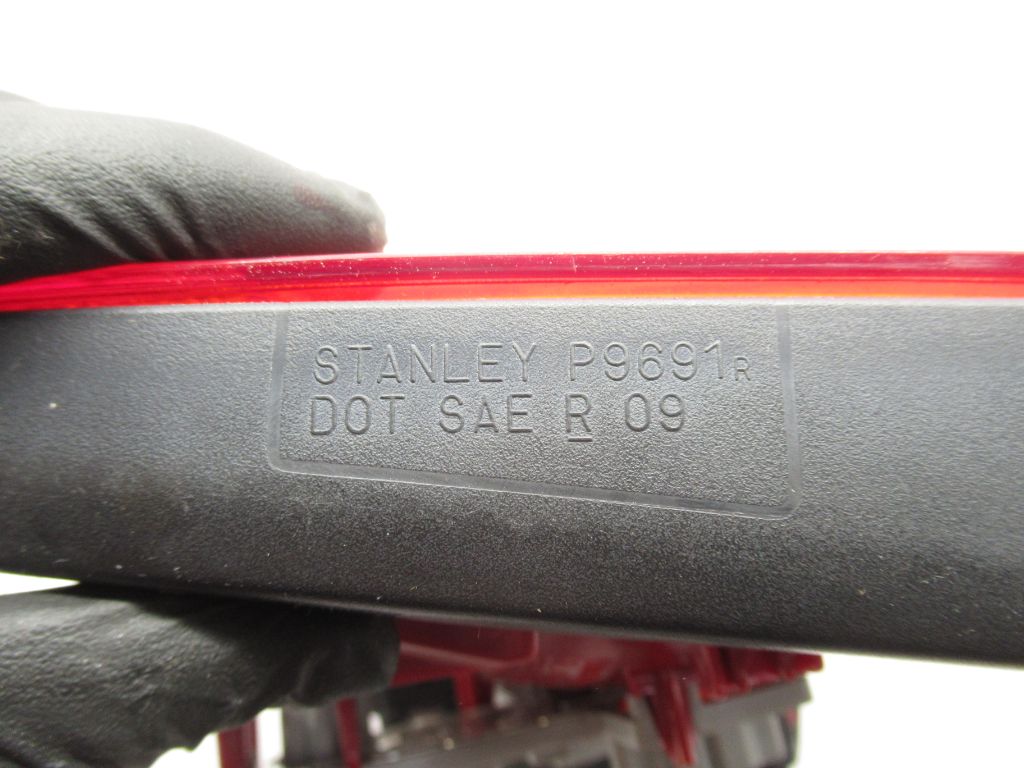 STANLEY P9691R
DOT SAE R 09